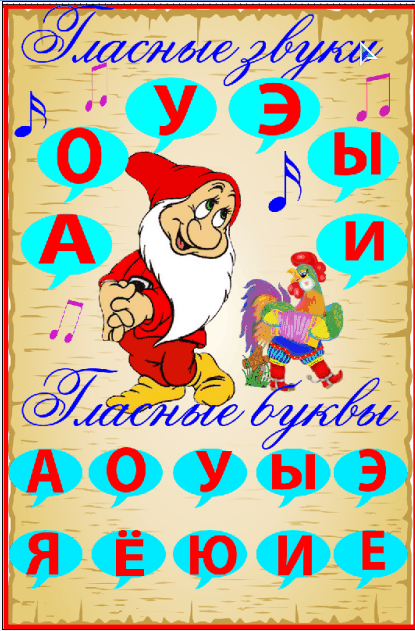 Гласные звуки
У Э
О Ы
А И
Гласные буквы
А О У Ы Э
Я Ё Ю И Е